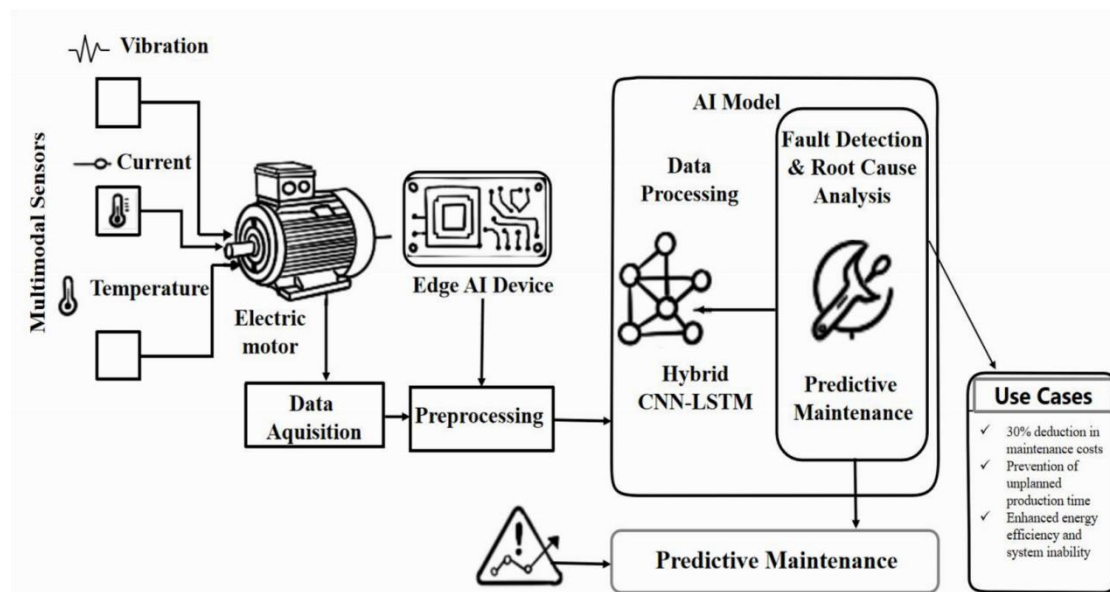 Vibration
Multimodal Sensors
Current
Temperature
Electric
motor
Edge AI Device
Data
Aquisition
Preprocessing
AI Model
Data
Processing
Hybrid
CNN-LSTM
Fault Detection
& Root Cause
Analysis
Predictive
Maintenance
Predictive Maintenance
Use Cases
✓ 30% deduction in
maintenance costs
✓ Prevention of
unplanned
production time
✓ Enhanced energy
efficiency and
system inability